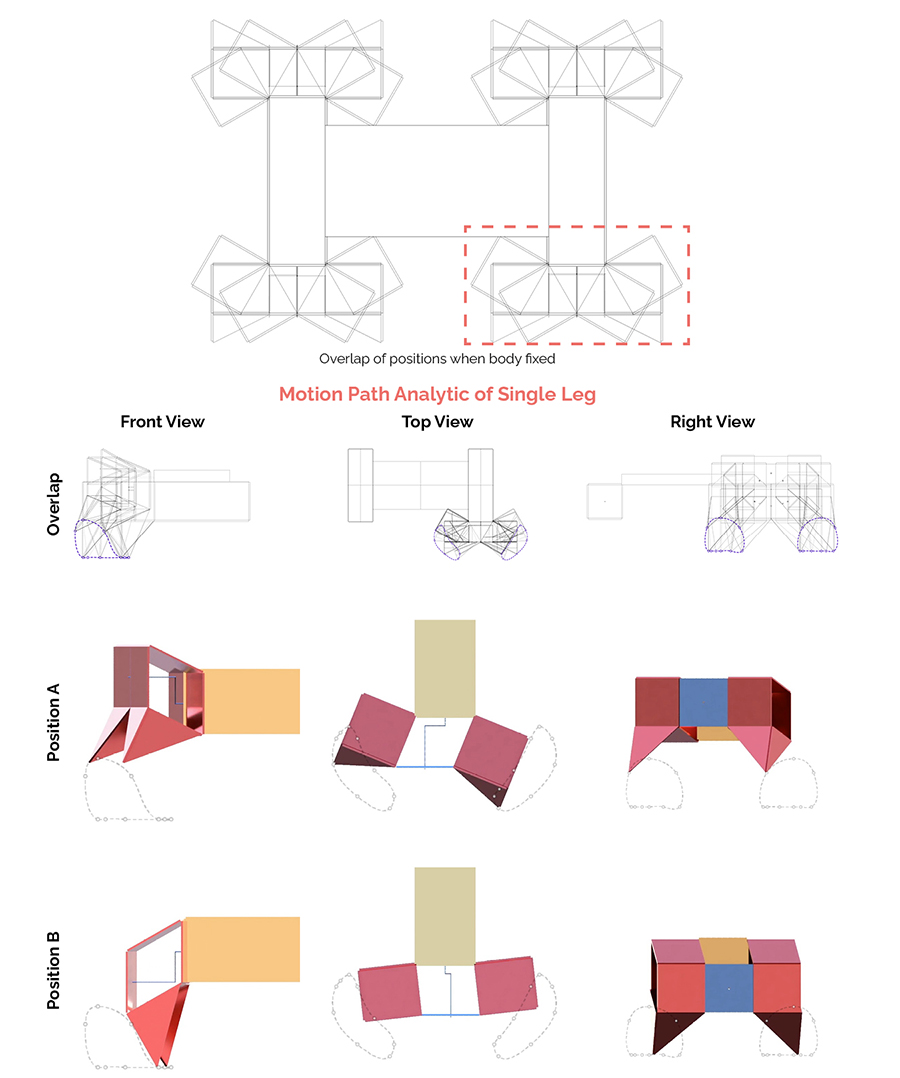 Overlap of positions when body fixed
Motion Path Analytic of Single Leg
Front View
Top View
Right View
Overlap
Position A
Position B